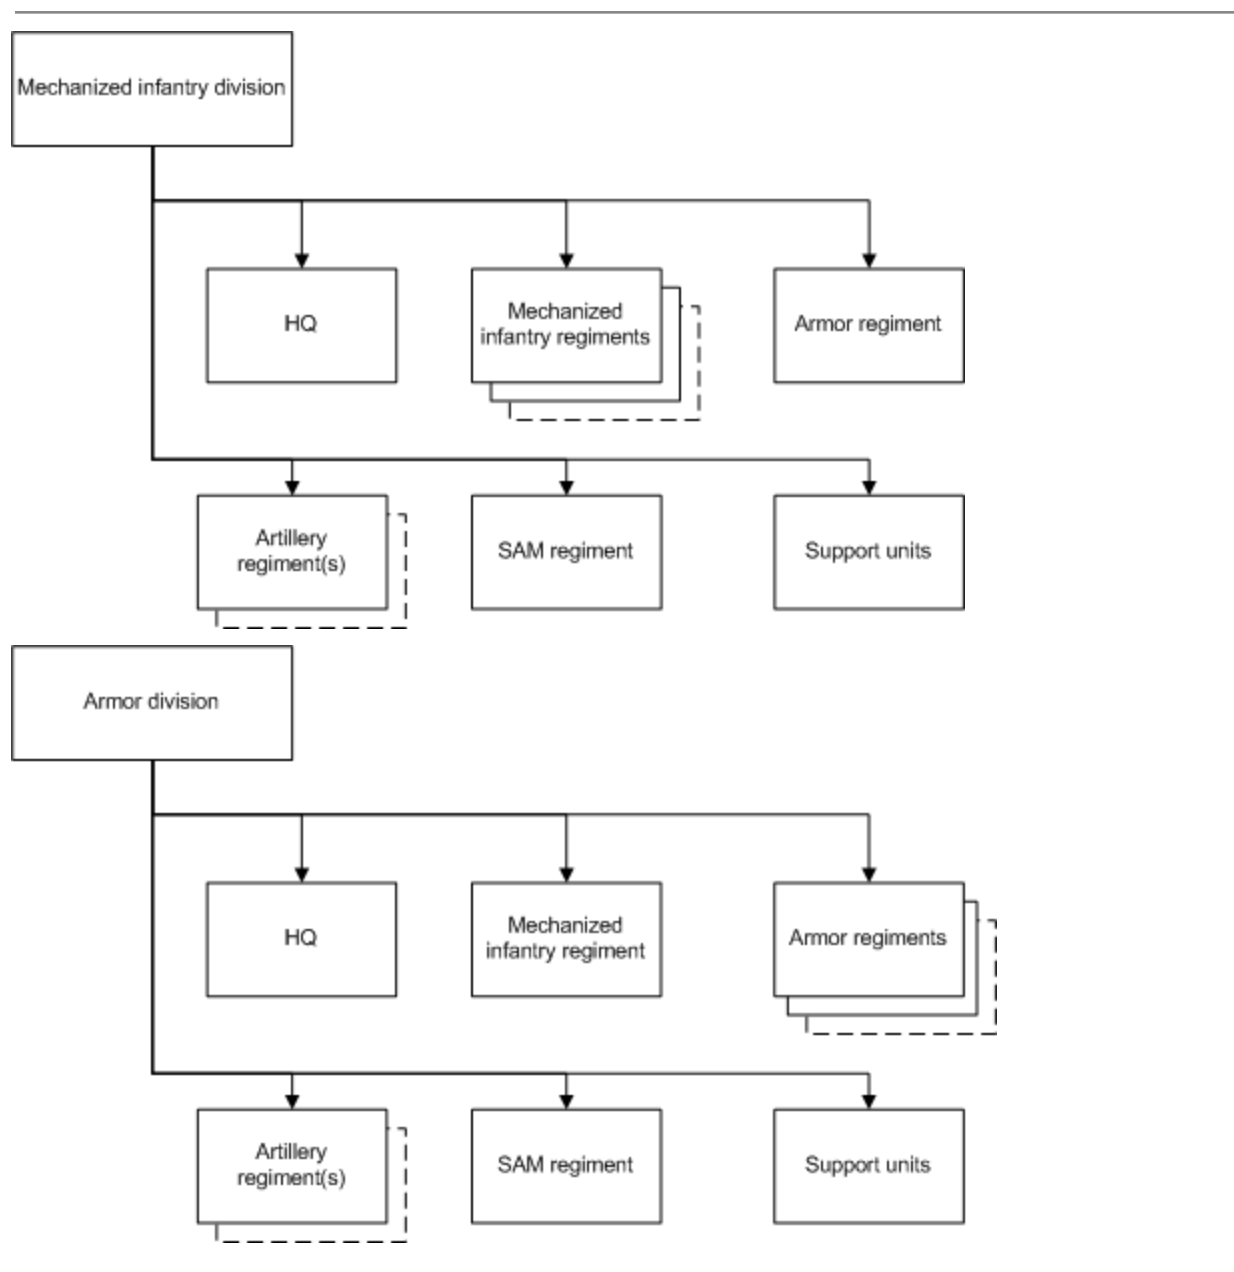 Mechanized infantry division
HQ
Mechanized
infantry regiments
Armor regiment
Artillery
regiment(s)
SAM regiment
Support units
Armor division
HQ
Mechanized
infantry regiment
Armor regiments
Artillery
regiment(s)
SAM regiment
Support units